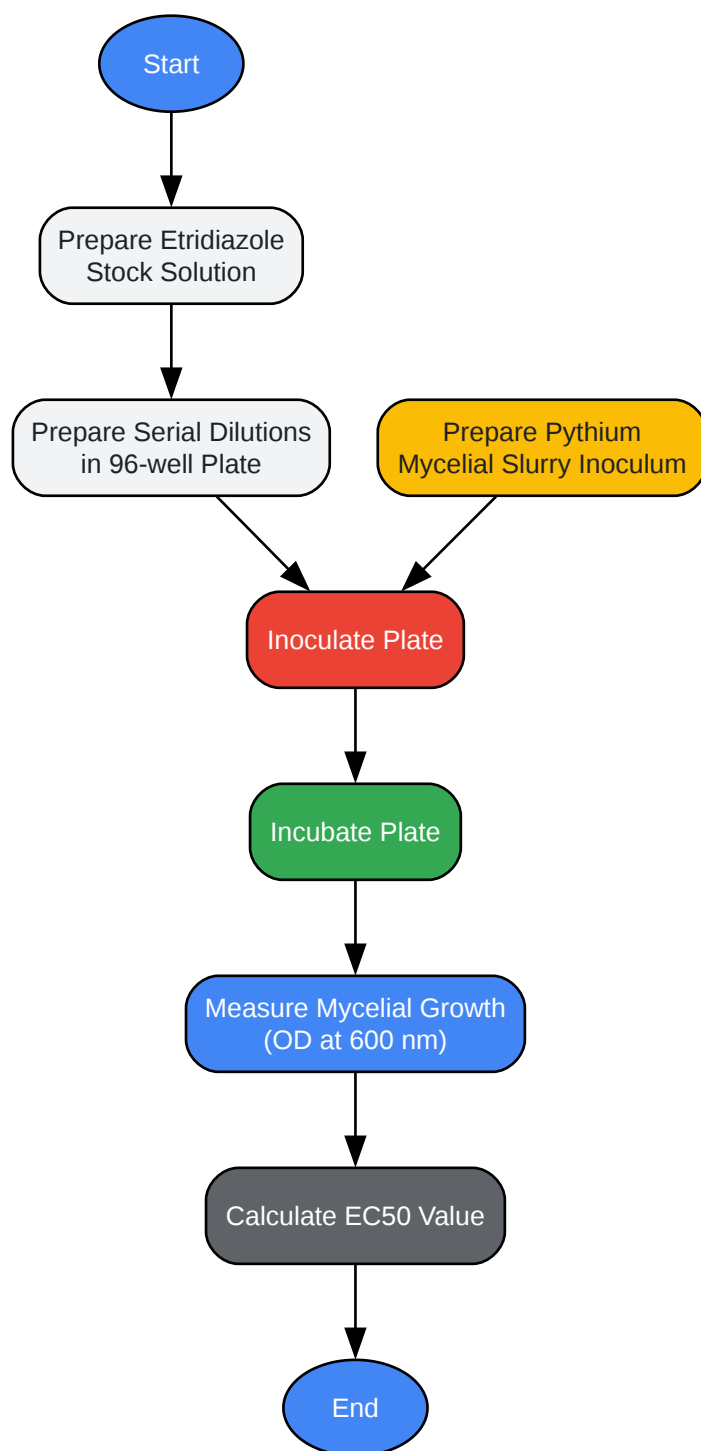 Start
Prepare Etridiazole
Stock Solution
Prepare Serial Dilutions
in 96-well Plate
Prepare Pythium
Mycelial Slurry Inoculum
Inoculate Plate
Incubate Plate
Measure Mycelial Growth
(OD at 600 nm)
Calculate EC50 Value
End